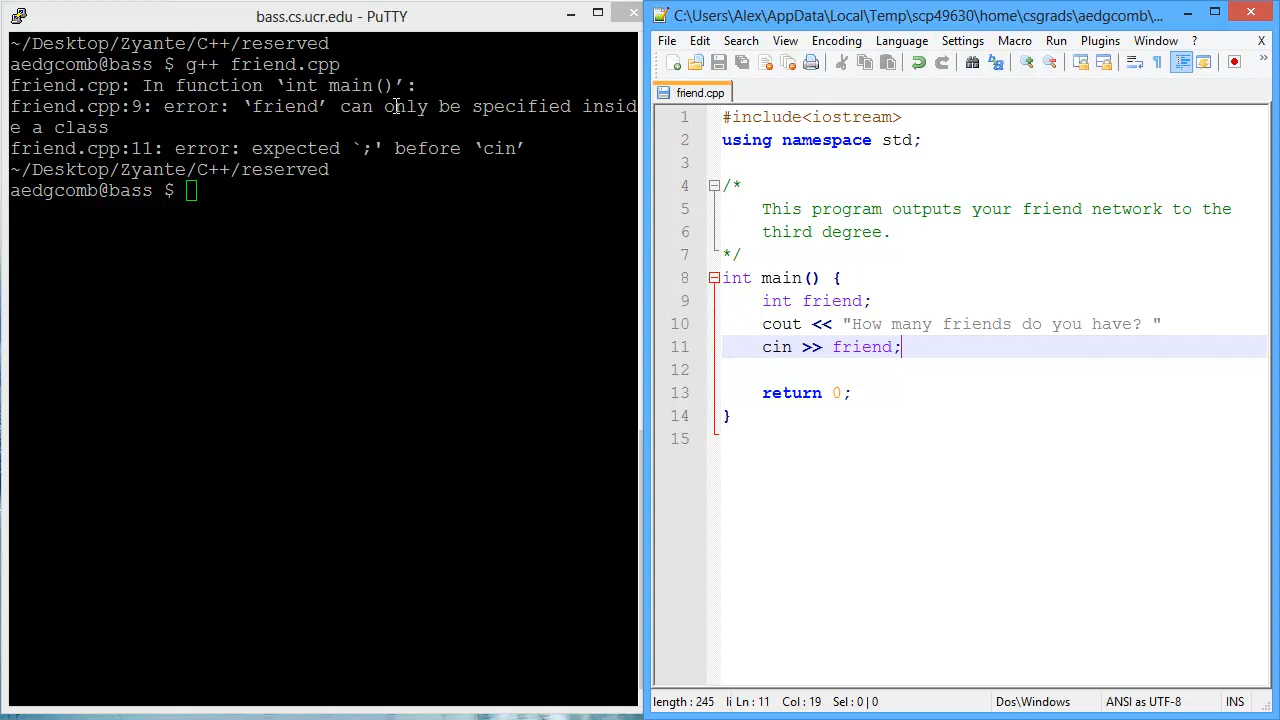 bass.cs.ucr.edu - PuTTY
~/Desktop/Zyante/C++/reserved
aedgcomb@bass $ g++ friend.cpp
friend.cpp: In function ‘int main()’:
friend.cpp:9: error: ‘friend’ can only be specified insid
e a class
friend.cpp:11: error: expected `;' before ‘cin’
~/Desktop/Zyante/C++/reserved
aedgcomb@bass $
C:\Users\Alex\AppData\Local\Temp\scp49630\home\csgrads\aedgcomb\...
File Edit Search View Encoding Language Settings Macro Run Plugins Window ? X
friend.cpp
1 #include<iostream>
2 using namespace std;
3
4 /*
5 This program outputs your friend network to the
6 third degree.
7 */
8 int main() {
9 int friend;
10 cout << "How many friends do you have? "
11 cin >> friend;
12
13 return 0;
14 }
15
length : 245 li Ln : 11 Col : 19 Sel : 0 | 0 Dos\Windows ANSI as UTF-8 INS